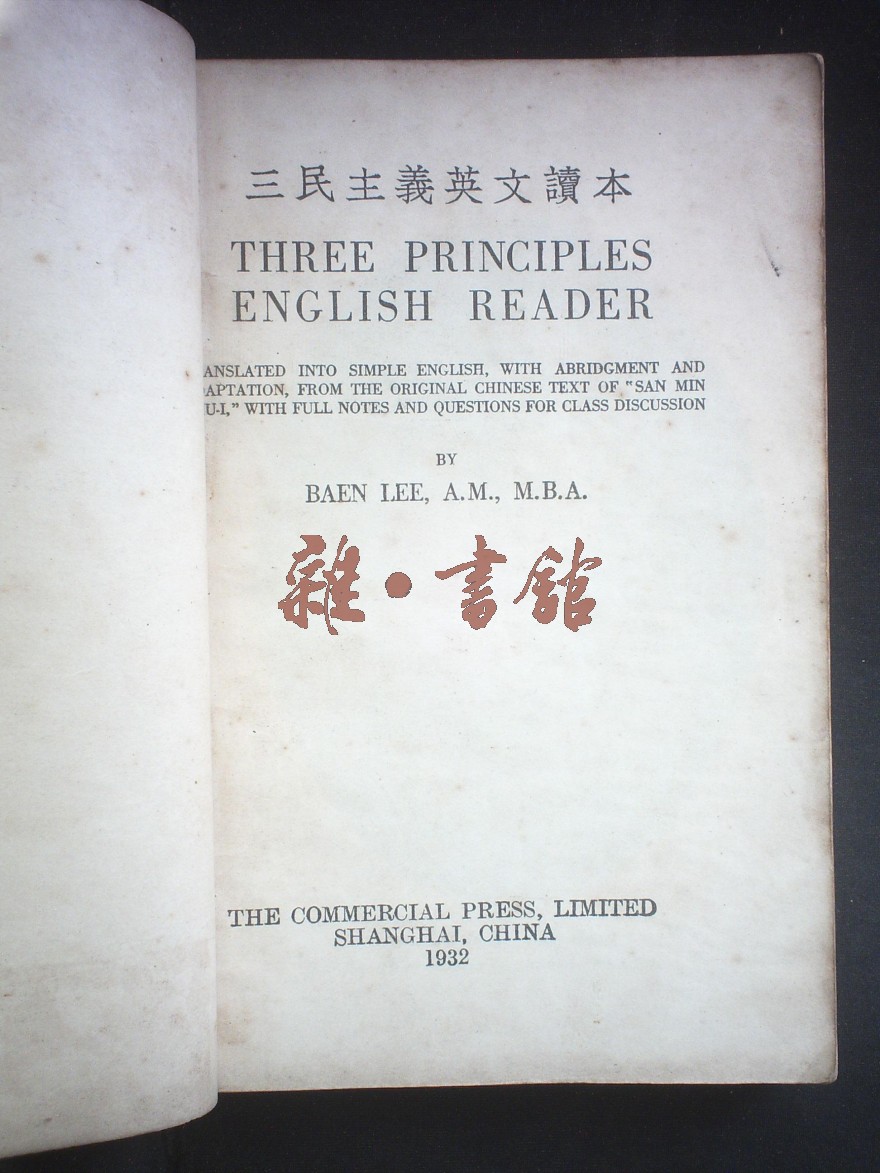 三民主義英文讀本
THREE PRINCIPLES
ENGLISH READER
ANSLATED INTO SIMPLE ENGLISH, WITH ABRIDGMENT AND
APTATION, FROM THE ORIGINAL CHINESE TEXT OF "SAN MIN
U-I," WITH FULL NOTES AND QUESTIONS FOR CLASS DISCUSSION
BY
BAEN LEE, A.M., M.B.A.
雜•書館
THE COMMERCIAL PRESS, LIMITED
SHANGHAI, CHINA
1932